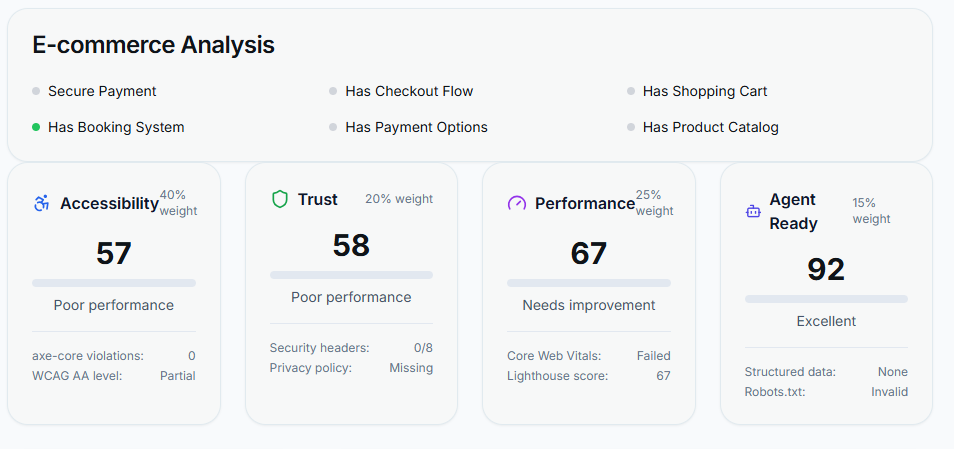 E-commerce Analysis
Secure Payment
Has Checkout Flow
Has Shopping Cart
Has Booking System
Has Payment Options
Has Product Catalog
Accessibility
40%
weight
57
Poor performance
axe-core violations: 0
WCAG AA level: Partial
Trust
20% weight
58
Poor performance
Security headers: 0/8
Privacy policy: Missing
Performance
25%
weight
67
Needs improvement
Core Web Vitals: Failed
Lighthouse score: 67
Agent
Ready
15%
weight
92
Excellent
Structured data: None
Robots.txt: Invalid